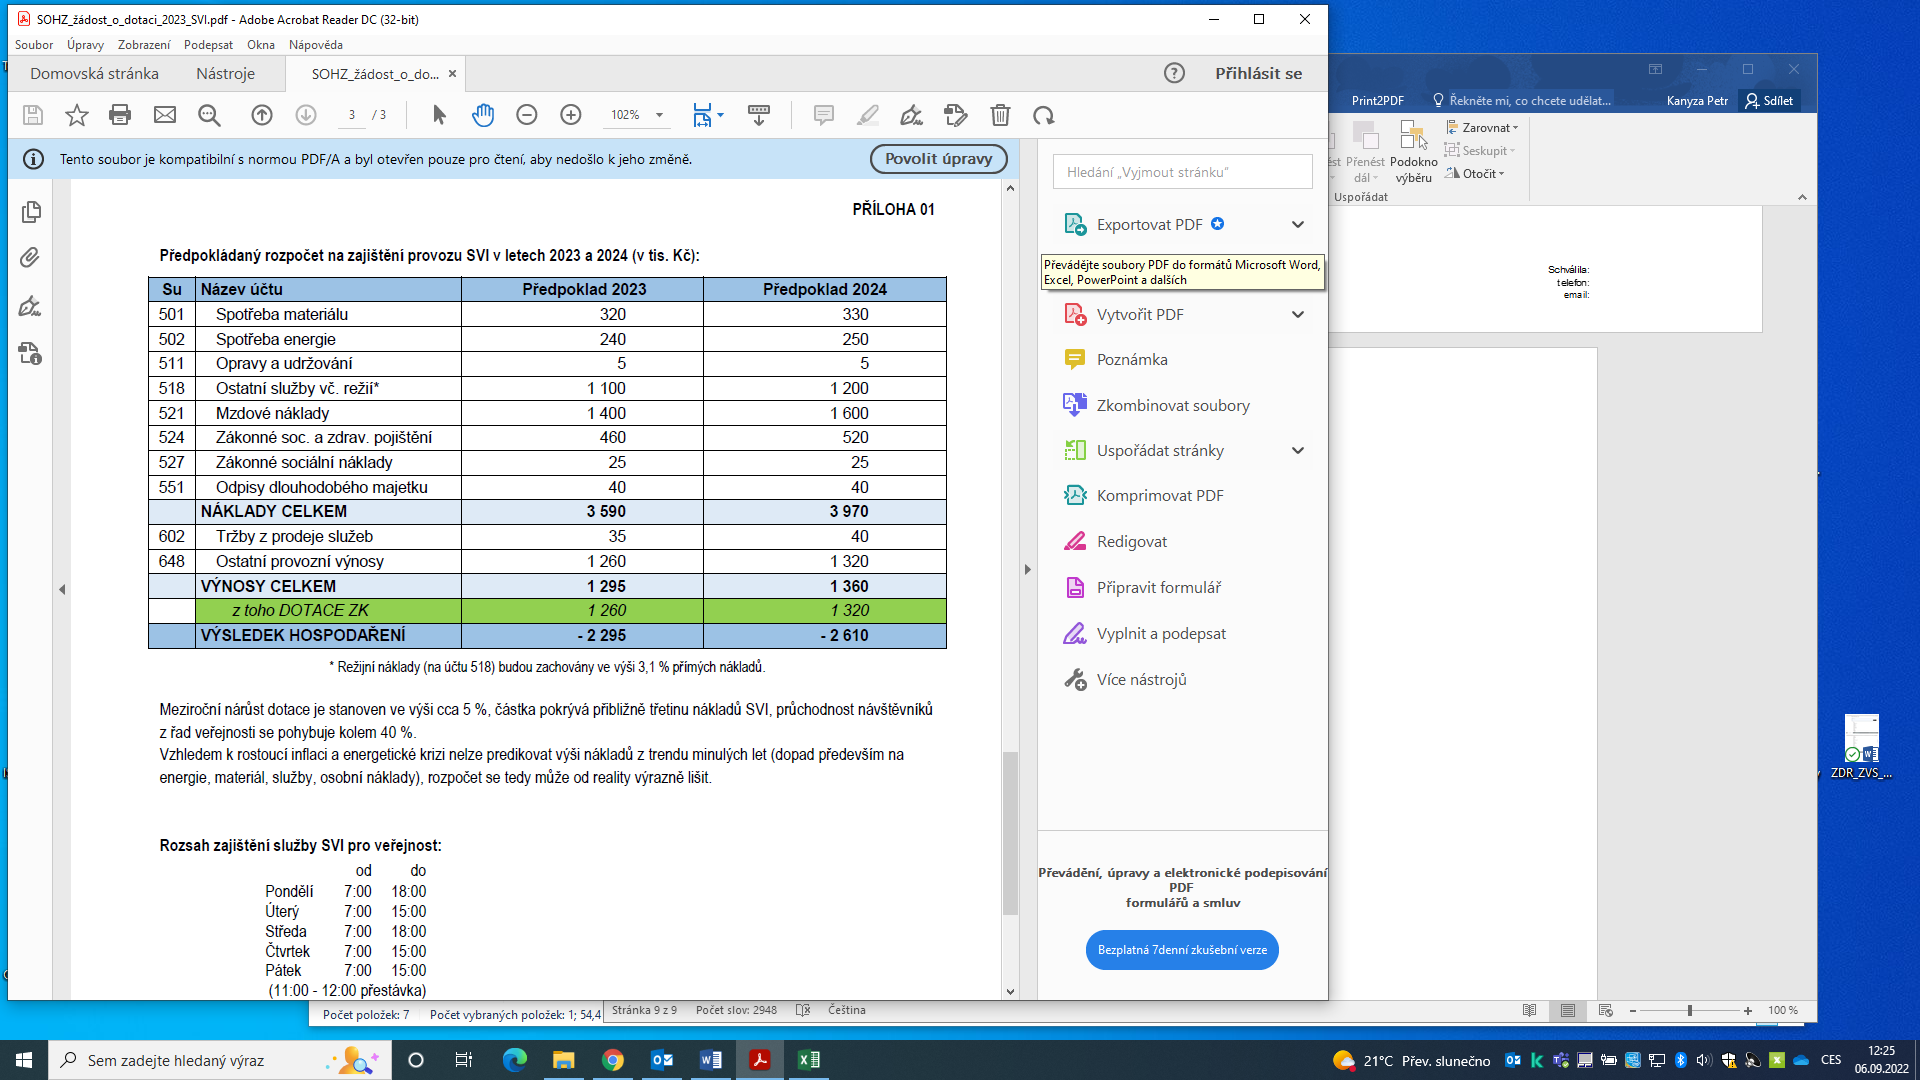 SOHZ_žádost_o_dotaci_2023_SVI.pdf - Adobe Acrobat Reader DC (32-bit)
Soubor Úpravy Zobrazení Podepsat Okna Nápověda
Domovská stránka Nástroje SOHZ_žádost_o_do... × Přihlásit se
3 / 3 102%
Tento soubor je kompatibilní s normou PDF/A a byl otevřen pouze pro čtení, aby nedošlo k jeho změně. Povolit úpravy
PŘÍLOHA 01
Předpokládaný rozpočet na zajištění provozu SVI v letech 2023 a 2024 (v tis. Kč):
Su Název účtu Předpoklad 2023 Předpoklad 2024
501 Spotřeba materiálu 320 330
502 Spotřeba energie 240 250
511 Opravy a udržování 5 5
518 Ostatní služby vč. režií* 1 100 1 200
521 Mzdové náklady 1 400 1 600
524 Zákonné soc. a zdrav. pojištění 460 520
527 Zákonné sociální náklady 25 25
551 Odpisy dlouhodobého majetku 40 40
NÁKLADY CELKEM 3 590 3 970
602 Tržby z prodeje služeb 35 40
648 Ostatní provozní výnosy 1 260 1 320
VÝNOSY CELKEM 1 295 1 360
z toho DOTACE ZK 1 260 1 320
VÝSLEDEK HOSPODAŘENÍ - 2 295 - 2 610
* Režijní náklady (na účtu 518) budou zachovány ve výši 3,1 % přímých nákladů.
Meziroční nárůst dotace je stanoven ve výši cca 5 %, částka pokrývá přibližně třetinu nákladů SVI, průchodnost návštěvníků
z řad veřejnosti se pohybuje kolem 40 %.
Vzhledem k rostoucí inflaci a energetické krizi nelze predikovat výši nákladů z trendu minulých let (dopad především na
energie, materiál, služby, osobní náklady), rozpočet se tedy může od reality výrazně lišit.
Rozsah zajištění služby SVI pro veřejnost:
od do
Pondělí 7:00 18:00
Úterý 7:00 15:00
Středa 7:00 18:00
Čtvrtek 7:00 15:00
Pátek 7:00 15:00
(11:00 - 12:00 přestávka)
Hledání „Vyjmout stránku“
Exportovat PDF
Převádějte soubory PDF do formátů Microsoft Word,
Excel, PowerPoint a dalších
Vytvořit PDF
Poznámka
Zkombinovat soubory
Uspořádat stránky
Komprimovat PDF
Redigovat
Připravit formulář
Vyplnit a podepsat
Více nástrojů
Převádění, úpravy a elektronické podepisování
PDF
formulářů a smluv
Bezplatná 7denní zkušební verze
Print2PDF Řekněte mi, co chcete udělat... Kanyza Petr Sdílet
Přenést
dál
Podokno
výběru
Zarovnat
Seskupit
Otočit
Uspořádat
Schválila:
telefon:
email:
ZDR_ZVS_...
Počet položek: 7 Počet vybraných položek: 1; 54,4
Stránka 9 z 9 Počet slov: 2948 Čeština 100 %
Sem zadejte hledaný výraz
21°C Přev. slunečno CES
12:25
06.09.2022